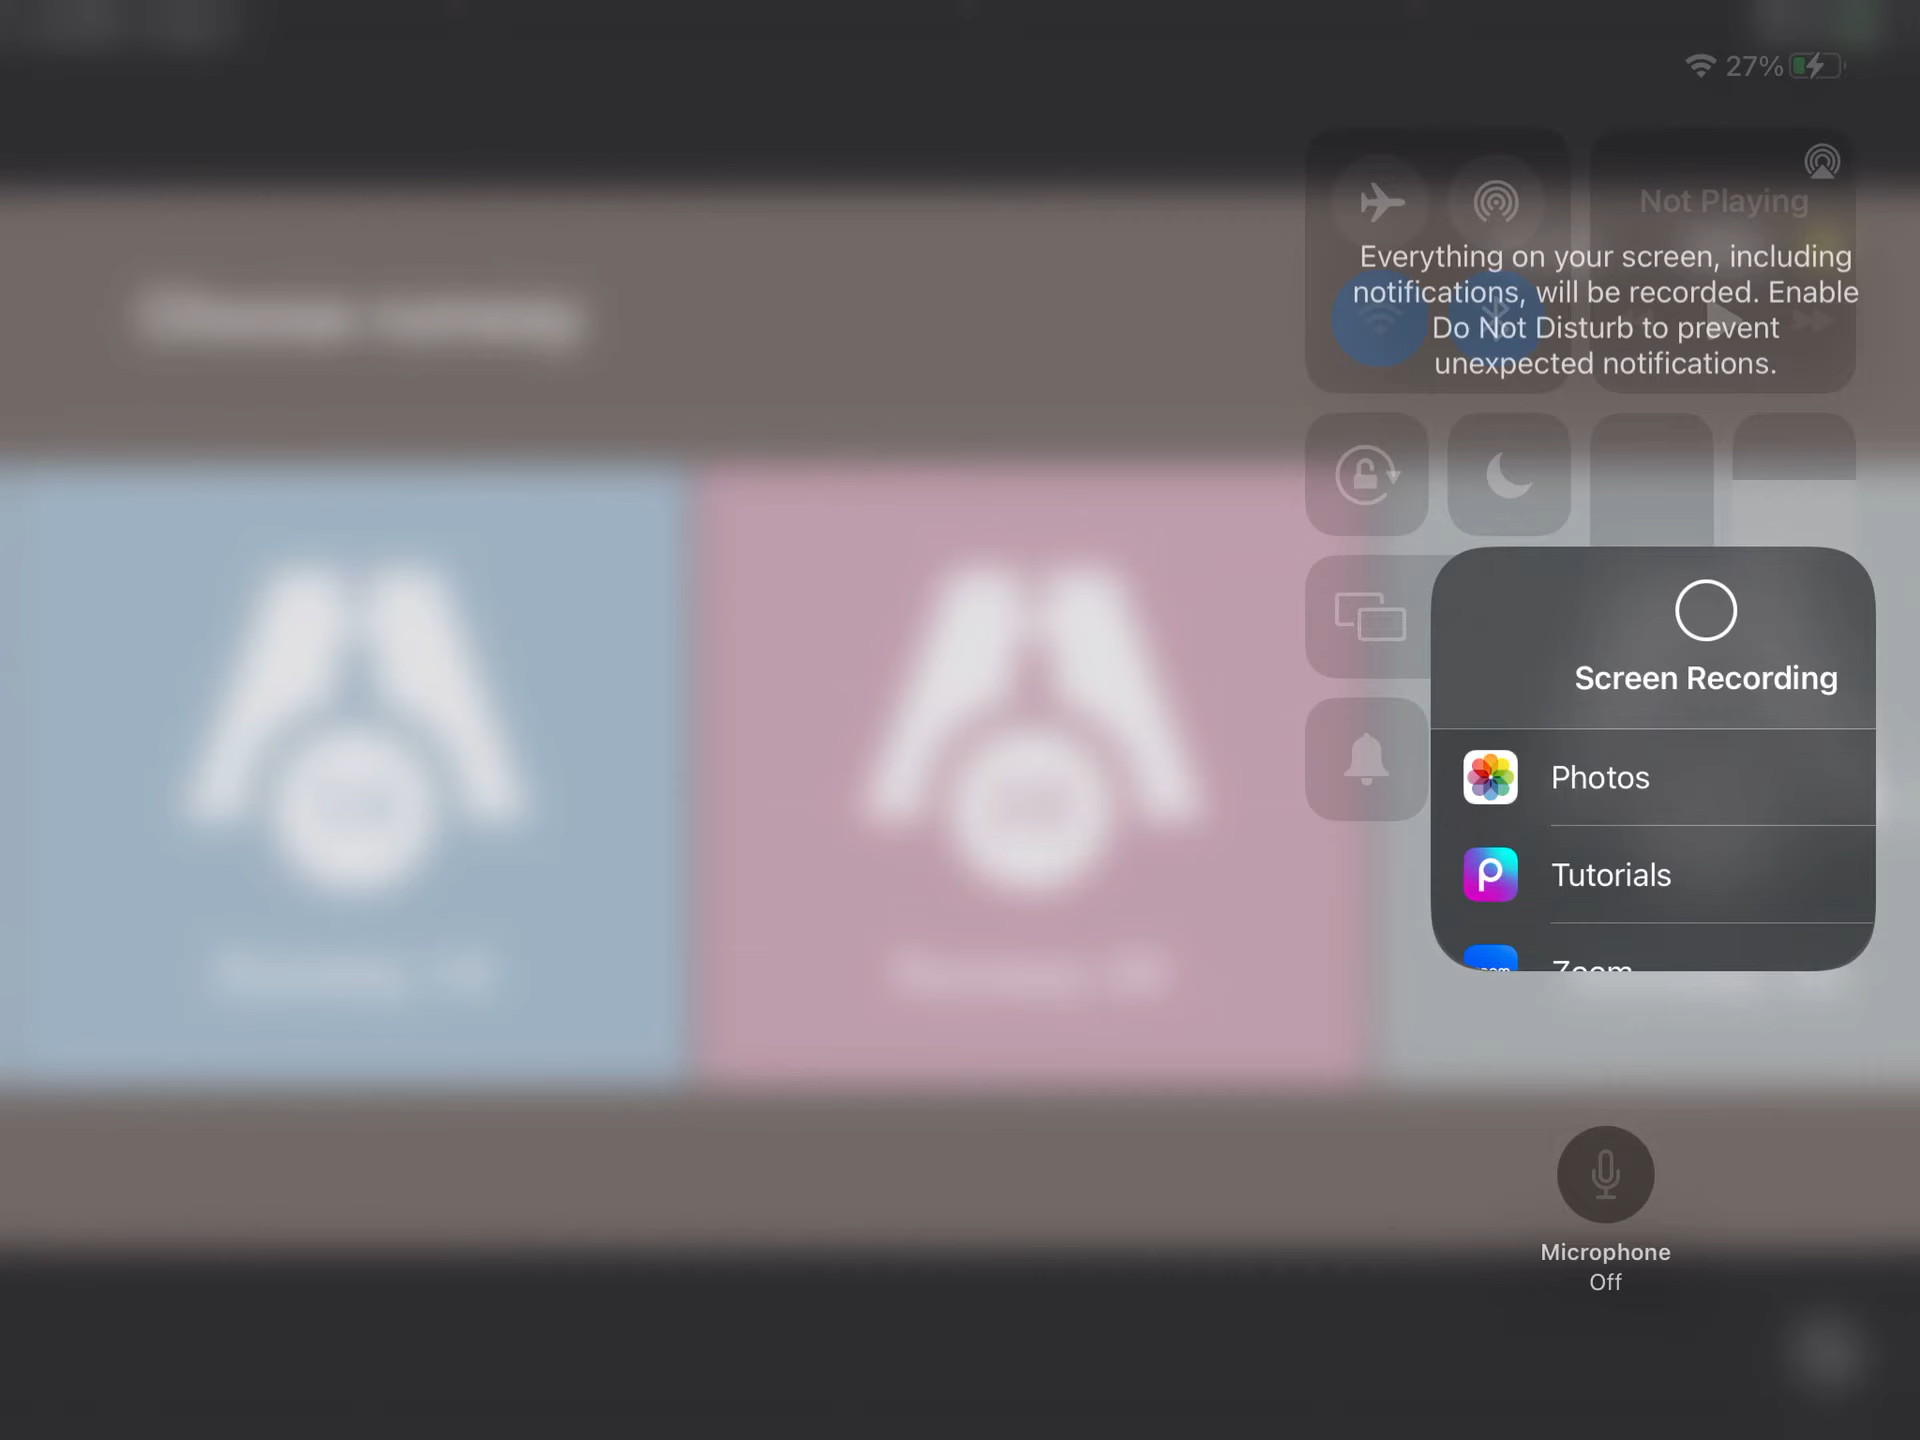 27%
Not Playing
Everything on your screen, including
notifications, will be recorded. Enable
Do Not Disturb to prevent
unexpected notifications.
Screen Recording
Photos
Tutorials
Zoom
Microphone
Off